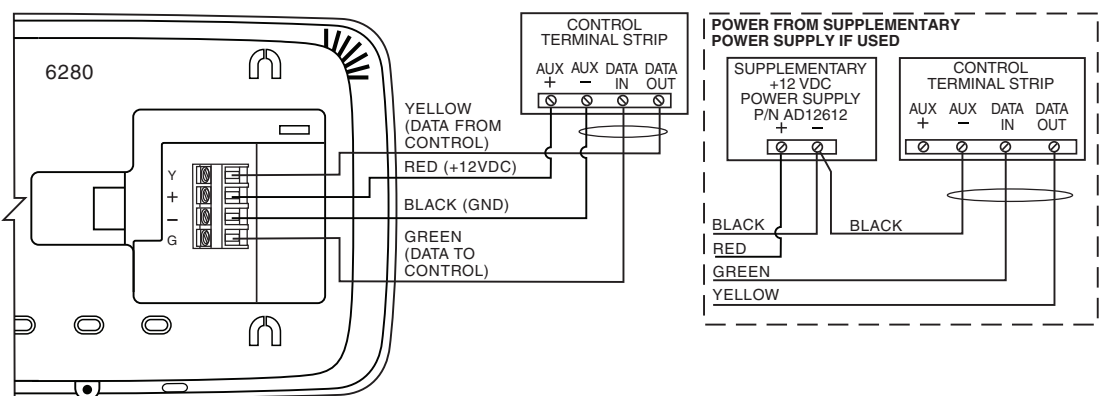 6280
Y
+
–
G
YELLOW
(DATA FROM
CONTROL)
RED (+12VDC)
BLACK (GND)
GREEN
(DATA TO
CONTROL)
CONTROL
TERMINAL STRIP
AUX AUX DATA DATA
+ – IN OUT
POWER FROM SUPPLEMENTARY
POWER SUPPLY IF USED
SUPPLEMENTARY
+12 VDC
POWER SUPPLY
P/N AD12612
+ –
CONTROL
TERMINAL STRIP
AUX AUX DATA DATA
+ – IN OUT
BLACK BLACK
RED
GREEN
YELLOW